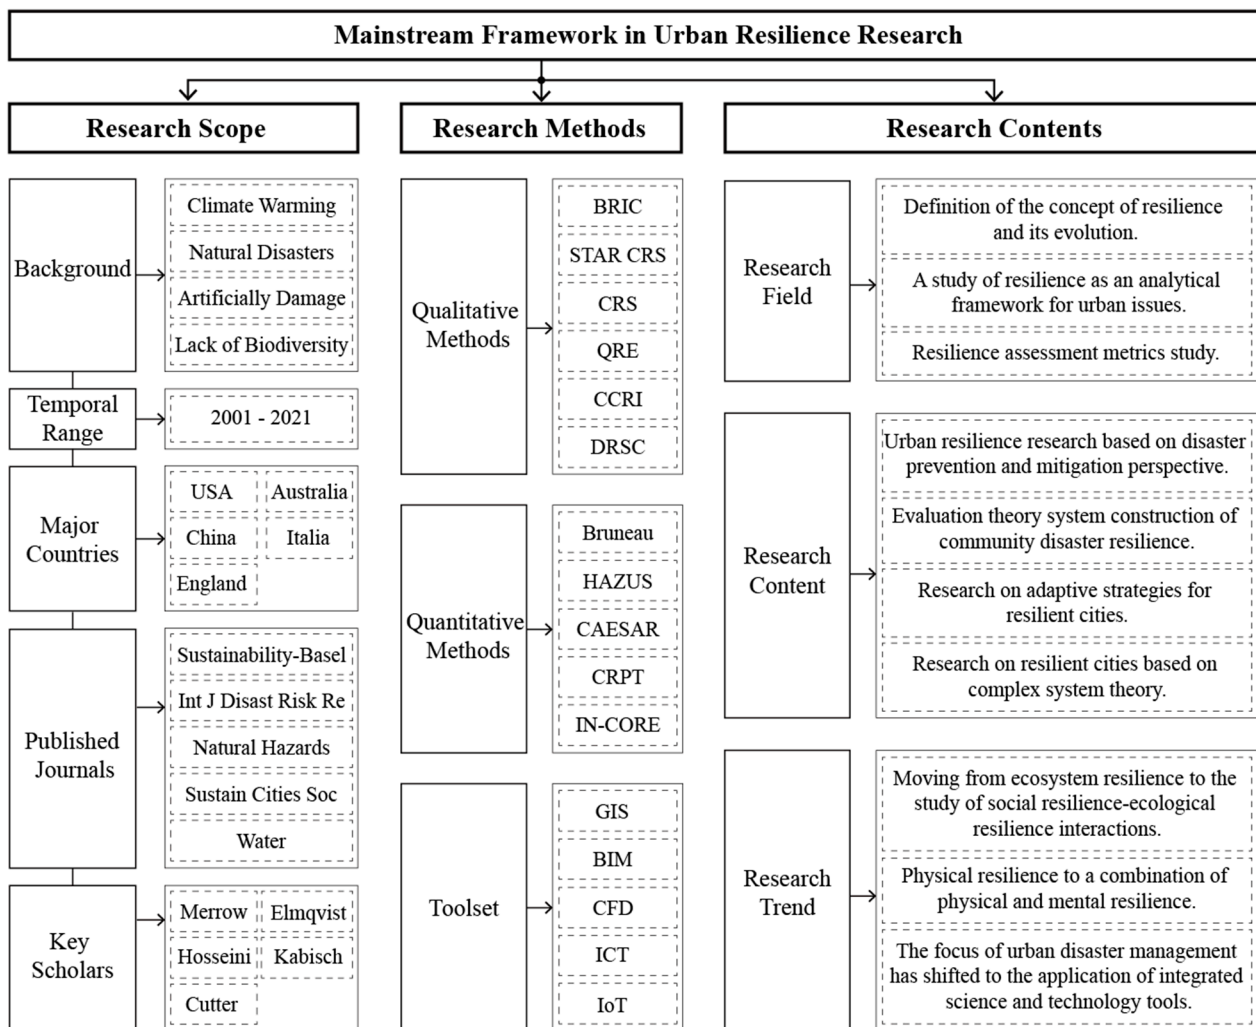 Mainstream Framework in Urban Resilience Research
Research Scope
Research Methods
Research Contents
Background
Climate Warming
Natural Disasters
Artificially Damage
Lack of Biodiversity
Temporal
Range
2001 - 2021
Major
Countries
USA
Australia
China
Italia
England
Published
Journals
Sustainability-Basel
Int J Disast Risk Re
Natural Hazards
Sustain Cities Soc
Water
Key
Scholars
Merrow
Elmqvist
Hosseini
Kabisch
Cutter
Qualitative
Methods
BRIC
STAR CRS
CRS
QRE
CCRI
DRSC
Quantitative
Methods
Bruneau
HAZUS
CAESAR
CRPT
IN-CORE
Toolset
GIS
BIM
CFD
ICT
IoT
Research
Field
Definition of the concept of resilience
and its evolution.
A study of resilience as an analytical
framework for urban issues.
Resilience assessment metrics study.
Research
Content
Urban resilience research based on disaster
prevention and mitigation perspective.
Evaluation theory system construction of
community disaster resilience.
Research on adaptive strategies for
resilient cities.
Research on resilient cities based on
complex system theory.
Research
Trend
Moving from ecosystem resilience to the
study of social resilience-ecological
resilience interactions.
Physical resilience to a combination of
physical and mental resilience.
The focus of urban disaster management
has shifted to the application of integrated
science and technology tools.